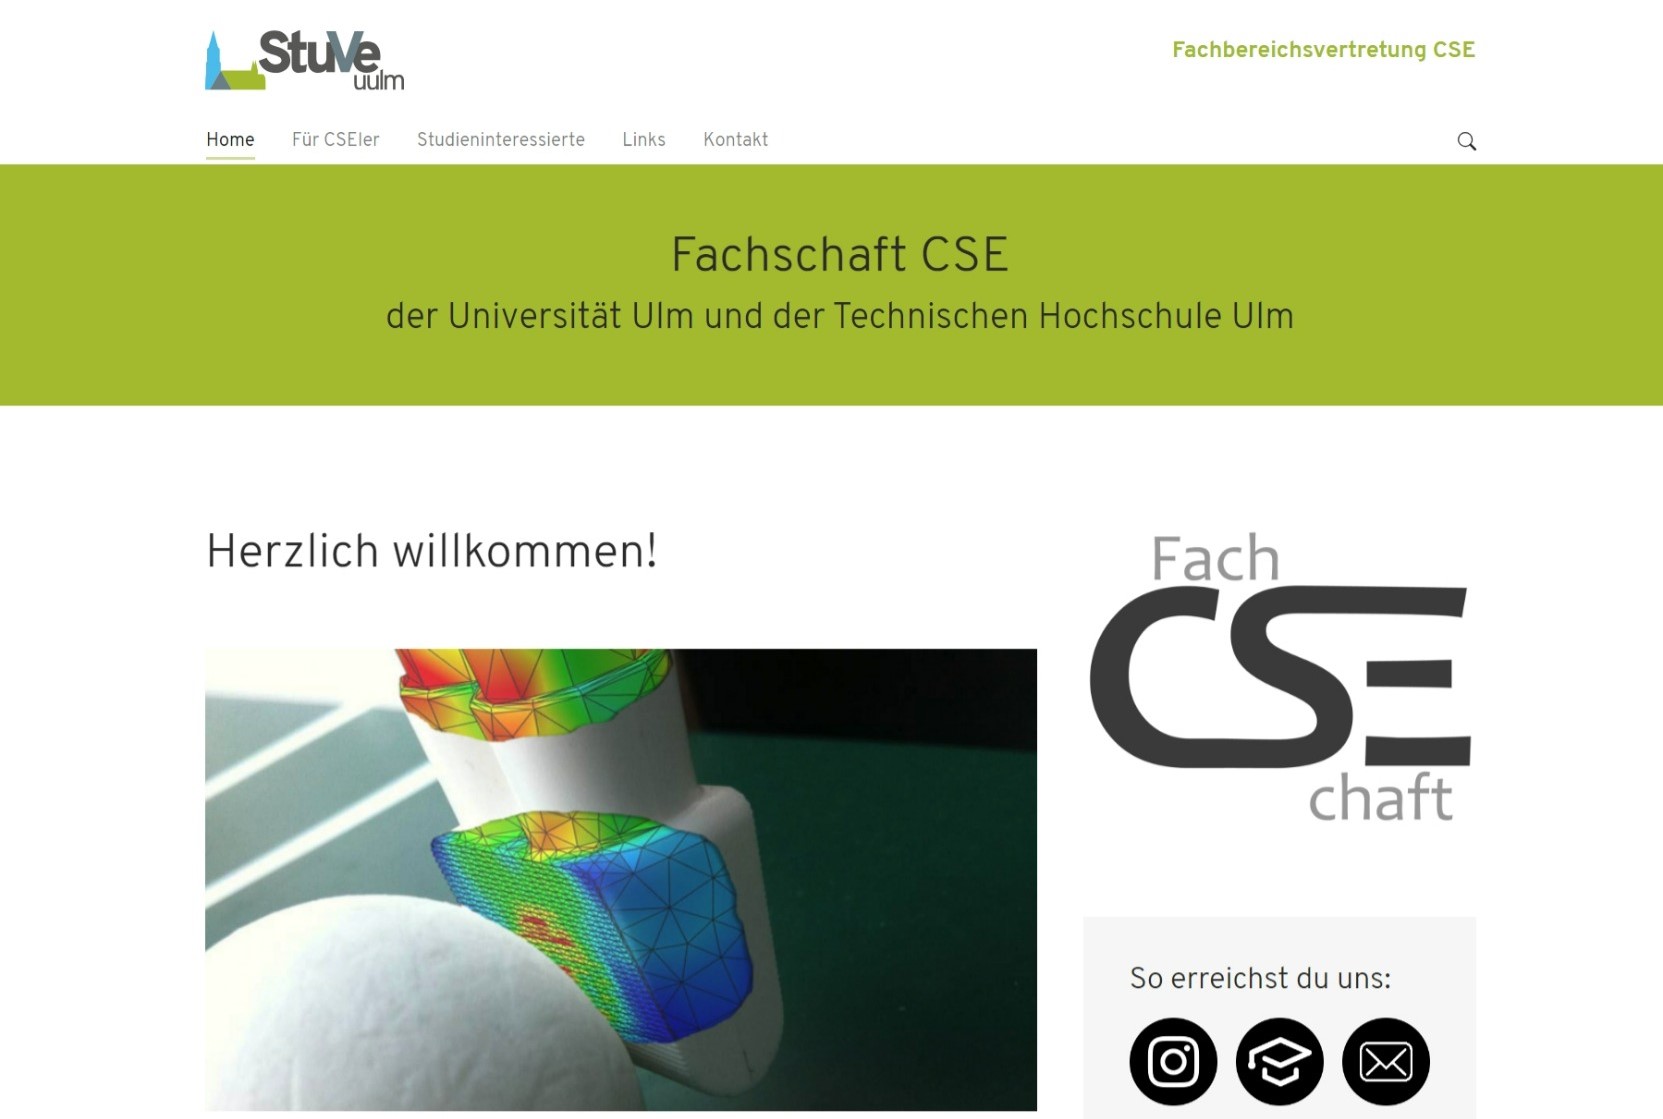 StuVe
uulm
Fachbereichsvertretung CSE
Home Für CSEler Studieninteressierte Links Kontakt
Fachschaft CSE
der Universität Ulm und der Technischen Hochschule Ulm
Herzlich willkommen!
Fach
CSE
chaft
So erreichst du uns: